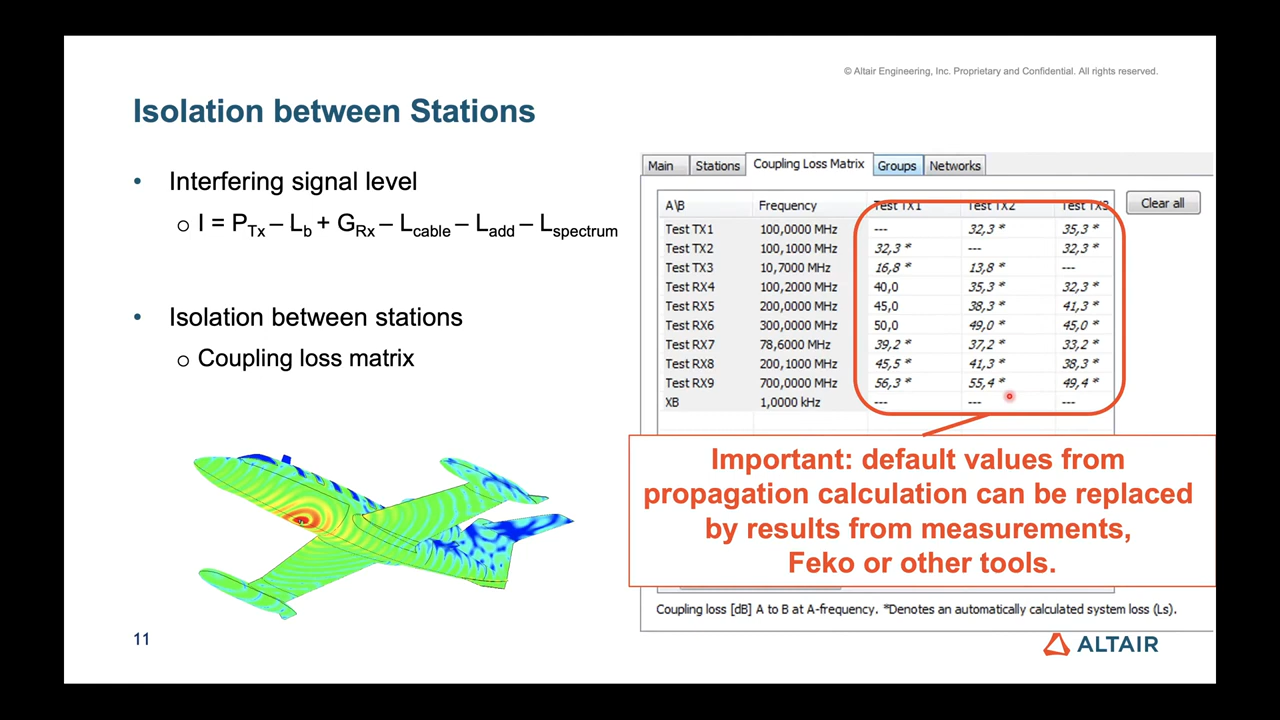 © Altair Engineering, Inc. Proprietary and Confidential. All rights reserved.
Isolation between Stations
• Interfering signal level
o I = PTx – Lb + GRx – Lcable – Ladd – Lspectrum
• Isolation between stations
o Coupling loss matrix
Main Stations Coupling Loss Matrix Groups Networks
A\B Frequency Test TX1 Test TX2 Test TX3 Clear all
Test TX1 100,0000 MHz --- 32,3 * 35,3 *
Test TX2 100,1000 MHz 32,3 * --- 32,3 *
Test TX3 10,7000 MHz 16,8 * 13,8 * ---
Test RX4 100,2000 MHz 40,0 35,3 * 32,3 *
Test RX5 200,0000 MHz 45,0 38,3 * 41,3 *
Test RX6 300,0000 MHz 50,0 49,0 * 45,0 *
Test RX7 78,6000 MHz 39,2 * 37,2 * 33,2 *
Test RX8 200,1000 MHz 45,5 * 41,3 * 38,3 *
Test RX9 700,0000 MHz 56,3 * 55,4 * 49,4 *
XB 1,0000 kHz --- --- ---
Important: default values from
propagation calculation can be replaced
by results from measurements,
Feko or other tools.
Coupling loss [dB] A to B at A-frequency. *Denotes an automatically calculated system loss (Ls).
11
ALTAIR